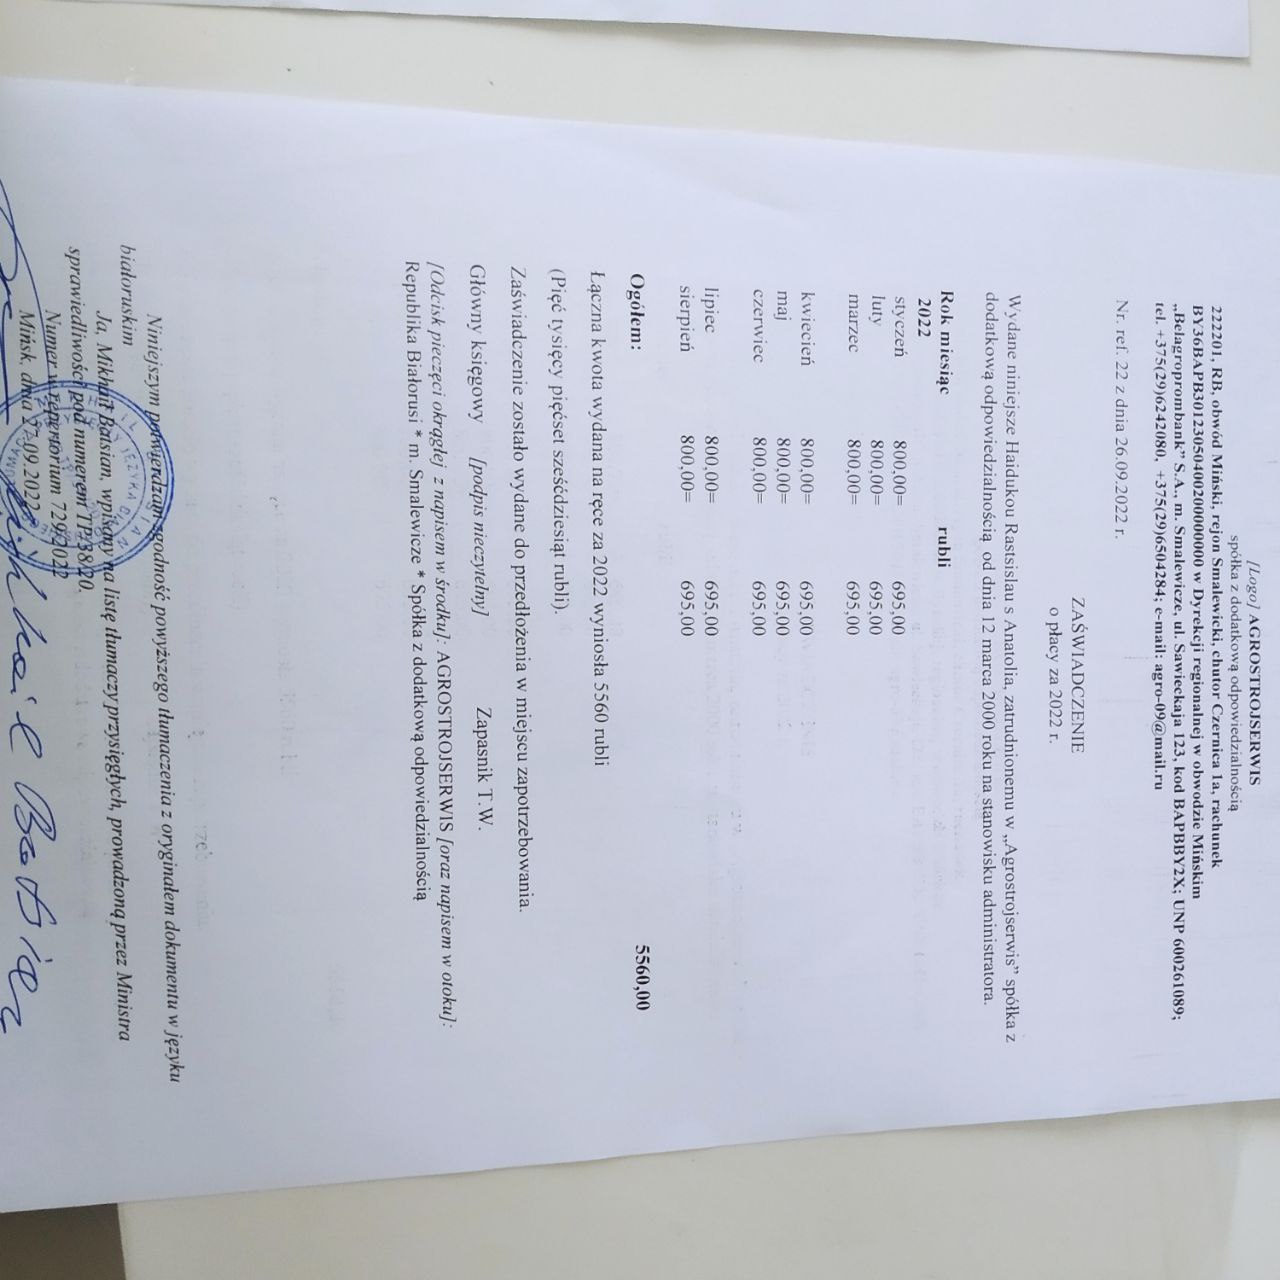 [Logo] AGROSTROJSERWIS
spółka z dodatkową odpowiedzialnością
222201, RB, obwód Miński, rejon Smalewicki, chutor Czernica 1a, rachunek
BY36BAPB30123050400200000000 w Dyrekcji regionalnej w obwodzie Mińskim
„Belagroprombank” S.A., m. Smalewicze, ul. Sawieckaja 123, kod BAPBBY2X; UNP 600261089;
tel. +375(29)6242080, +375(29)6504284; e-mail: agro-09@mail.ru
Nr. ref. 22 z dnia 26.09.2022 r.
ZAŚWIADCZENIE
o płacy za 2022 r.
Wydane niniejsze Haidukou Rastsislau s Anatolia, zatrudnionemu w „Agrostrojserwis” spółka z
dodatkową odpowiedzialnością od dnia 12 marca 2000 roku na stanowisku administratora.
Rok miesiąc rubli
2022
styczeń 800,00= 695,00
luty 800,00= 695,00
marzec 800,00= 695,00
kwiecień 800,00= 695,00
maj 800,00= 695,00
czerwiec 800,00= 695,00
lipiec 800,00= 695,00
sierpień 800,00= 695,00
Ogółem: 5560,00
Łączna kwota wydana na ręce za 2022 wyniosła 5560 rubli
(Pięć tysięcy pięćset sześćdziesiąt rubli).
Zaświadczenie zostało wydane do przedłożenia w miejscu zapotrzebowania.
Główny księgowy [podpis nieczytelny] Zapasnik T.W.
[Odcisk pieczęci okrągłej z napisem w środku]: AGROSTROJSERWIS [oraz napisem w otoku]:
Republika Białorusi * m. Smalewicze * Spółka z dodatkową odpowiedzialnością
Niniejszym potwierdzam zgodność powyższego tłumaczenia z oryginałem dokumentu w języku
białoruskim
Ja, Mikhail Batsian, wpisany na listę tłumaczy przysięgłych, prowadzoną przez Ministra
sprawiedliwości pod numerem TP/38/20.
Numer w repertorium 729/2022
Mińsk, dnia 27.09.2022 r.
Mikhail Batsian